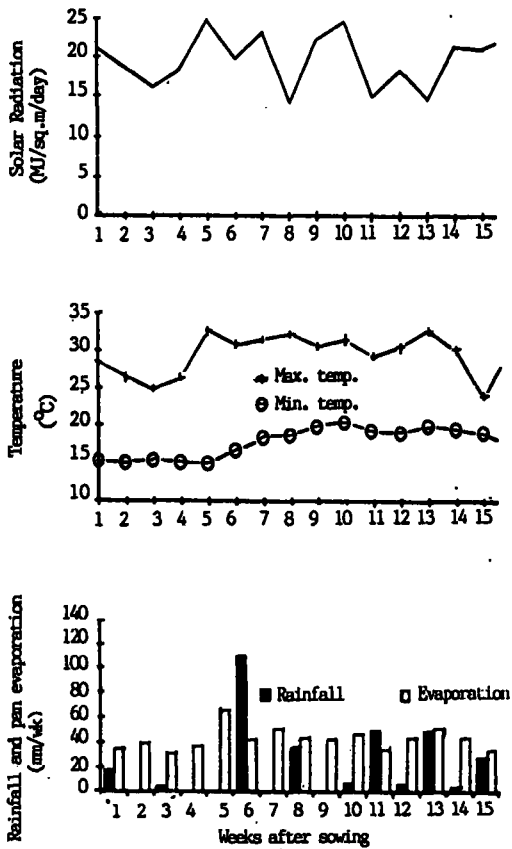 Solar Radiation
(MJ/sq.m/day)
25
20
15
10
5
0
1 2 3 4 5 6 7 8 9 10 11 12 13 14 15
Temperature
(°C)
35
30
25
20
15
10
Max. temp.
Min. temp.
1 2 3 4 5 6 7 8 9 10 11 12 13 14 15
Rainfall and pan evaporation
(mm/wk)
140
120
100
80
60
40
20
0
Rainfall Evaporation
1 2 3 4 5 6 7 8 9 10 11 12 13 14 15
Weeks after sowing